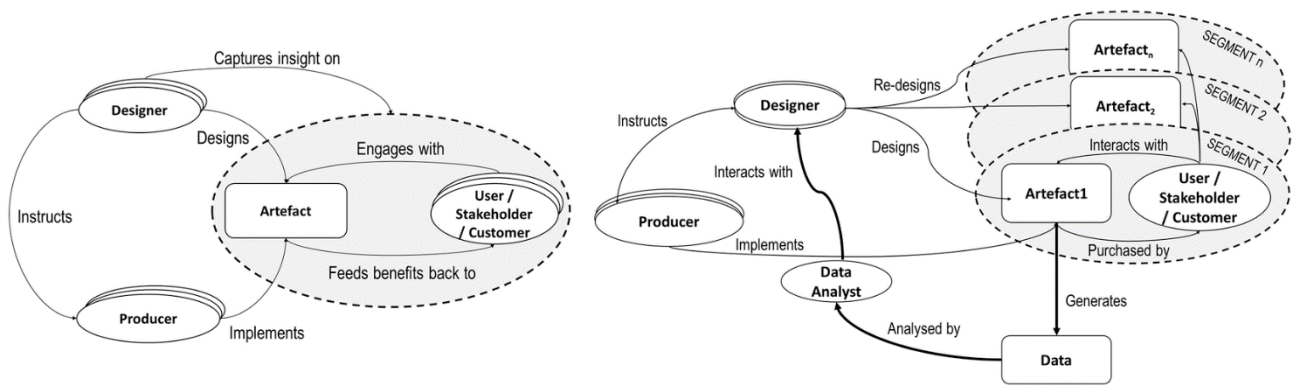 Captures insight on
Designer
Designs
Engages with
Artefact
User /
Stakeholder
/ Customer
Instructs
Feeds benefits back to
Producer
Implements
SEGMENT n
Artefactn
Re-designs
SEGMENT 2
Designer
Artefact2
Instructs
SEGMENT 1
Designs
Interacts with
Interacts with
Artefact1
User /
Stakeholder
/ Customer
Producer
Implements
Purchased by
Data
Analyst
Generates
Analysed by
Data